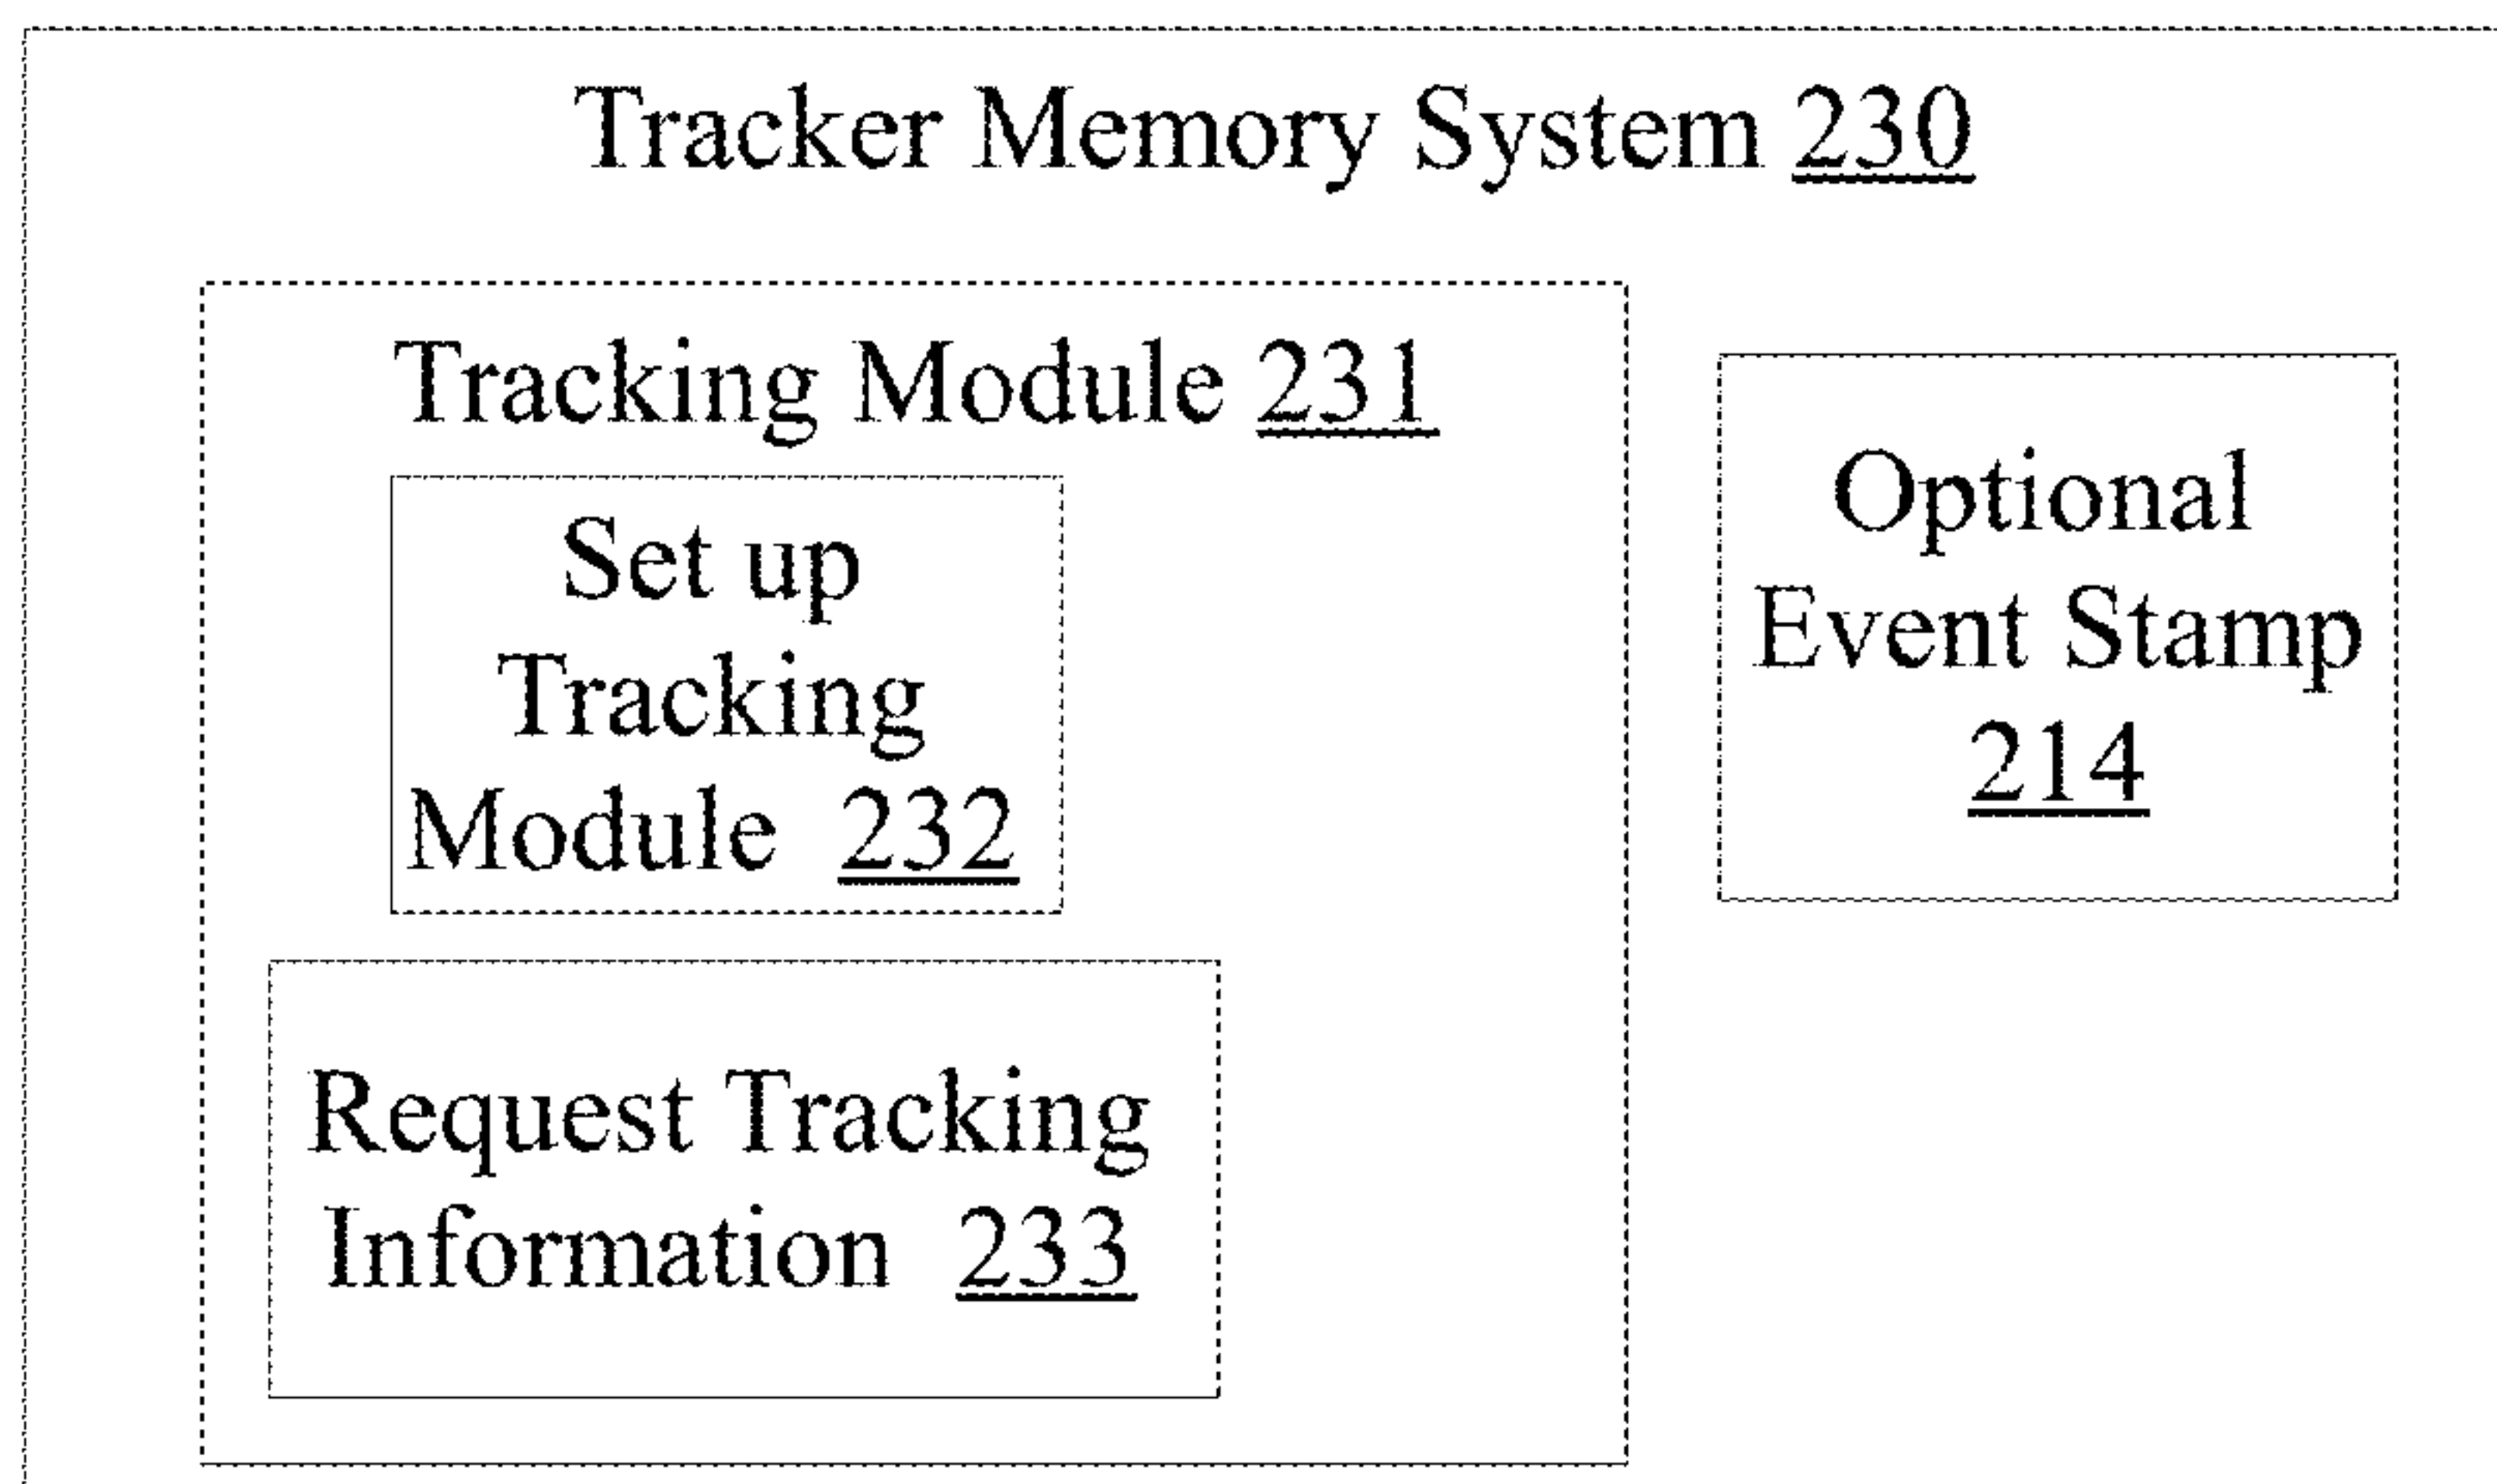 Tracker Memory System 230
Tracking Module 231
Set up
Tracking
Module 232
Request Tracking
Information 233
Optional
Event Stamp
214